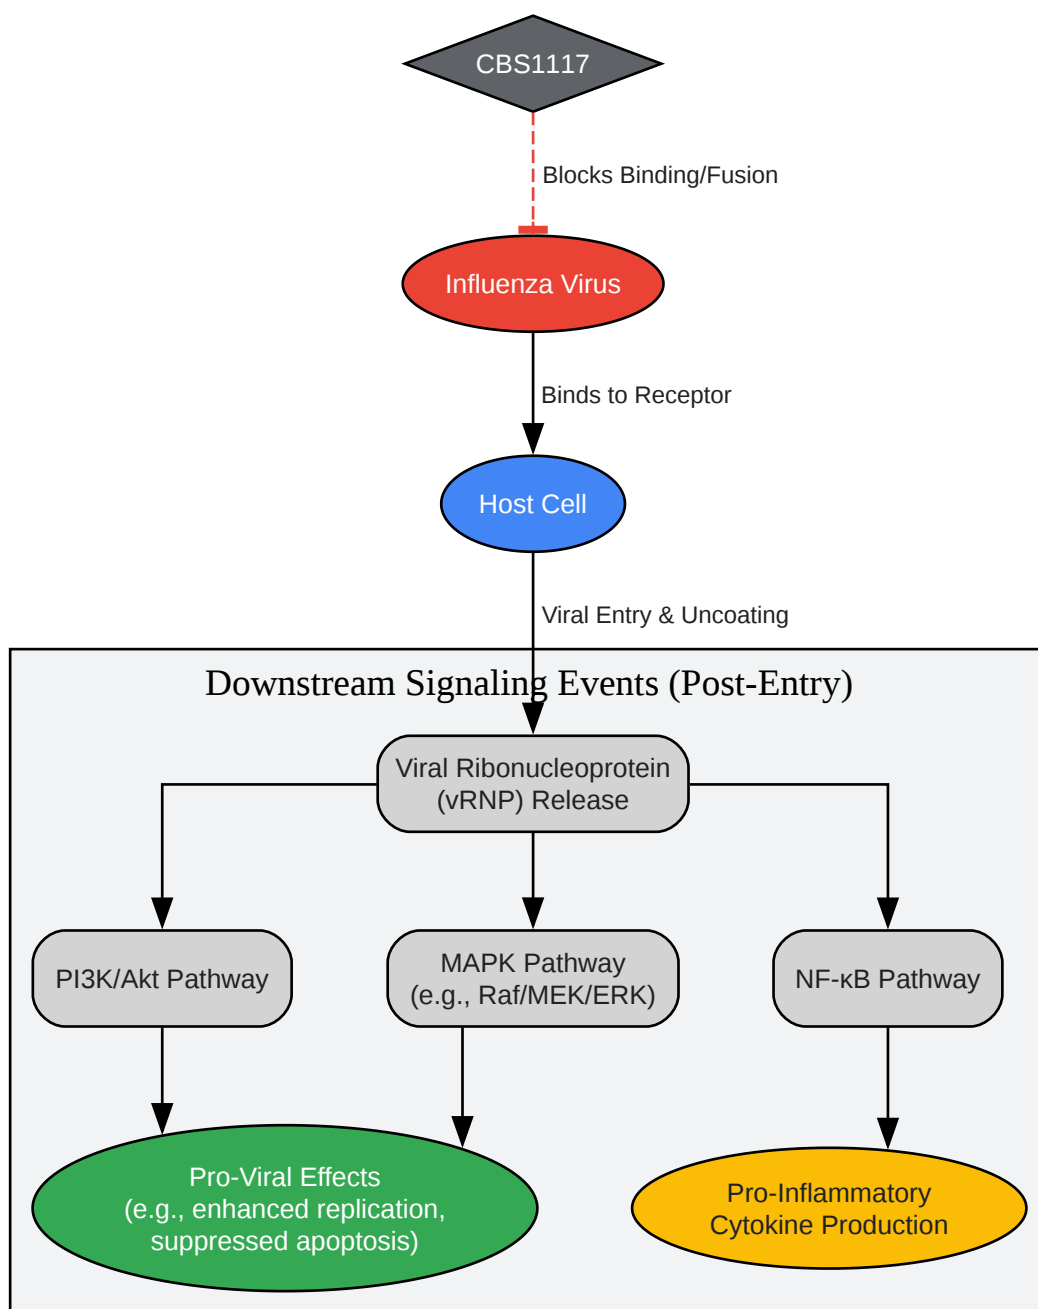 CBS1117
Blocks Binding/Fusion
Influenza Virus
Binds to Receptor
Host Cell
Viral Entry & Uncoating
Downstream Signaling Events (Post-Entry)
Viral Ribonucleoprotein
(vRNP) Release
PI3K/Akt Pathway
MAPK Pathway
(e.g., Raf/MEK/ERK)
NF-κB Pathway
Pro-Viral Effects
(e.g., enhanced replication,
suppressed apoptosis)
Pro-Inflammatory
Cytokine Production